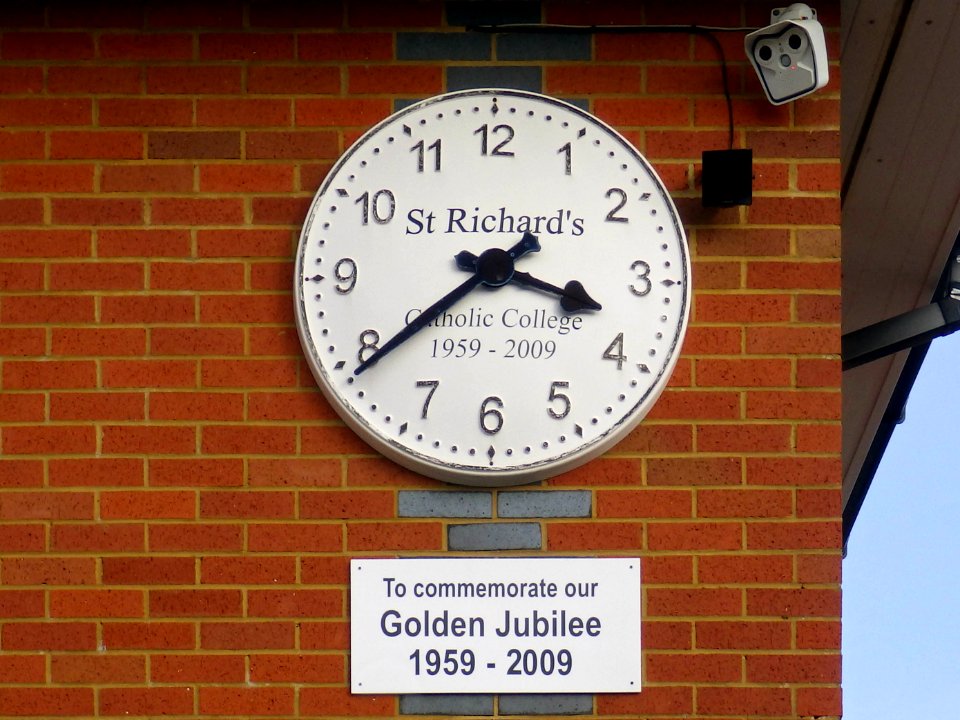 12
11
1
10
2
St Richard's
9
3
Catholic College
1959 - 2009
8
4
7
5
6
To commemorate our
Golden Jubilee
1959 - 2009